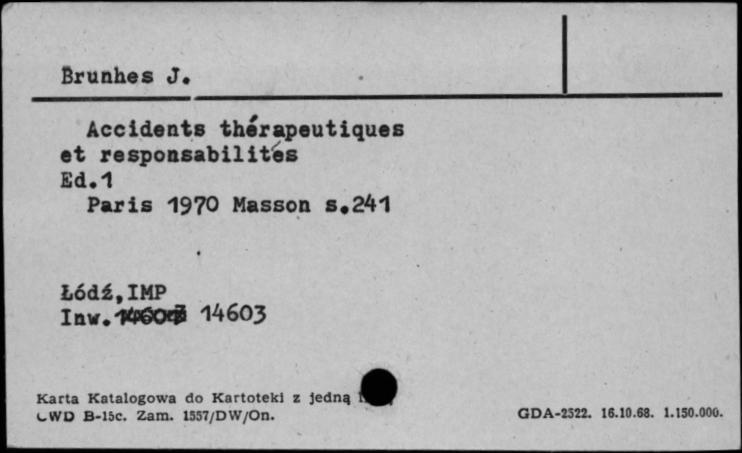 Brunhes J.
Accidents thérapeutiques
et responsabilités
Ed.1
Paris 1970 Masson s.241
Łódź,IMP
Inw. 14603
Karta Katalogowa do Kartoteki z jedną
CWD B-15c. Zam. 1557/DW/On.
GDA-2522. 16.10.68. 1.150.000.